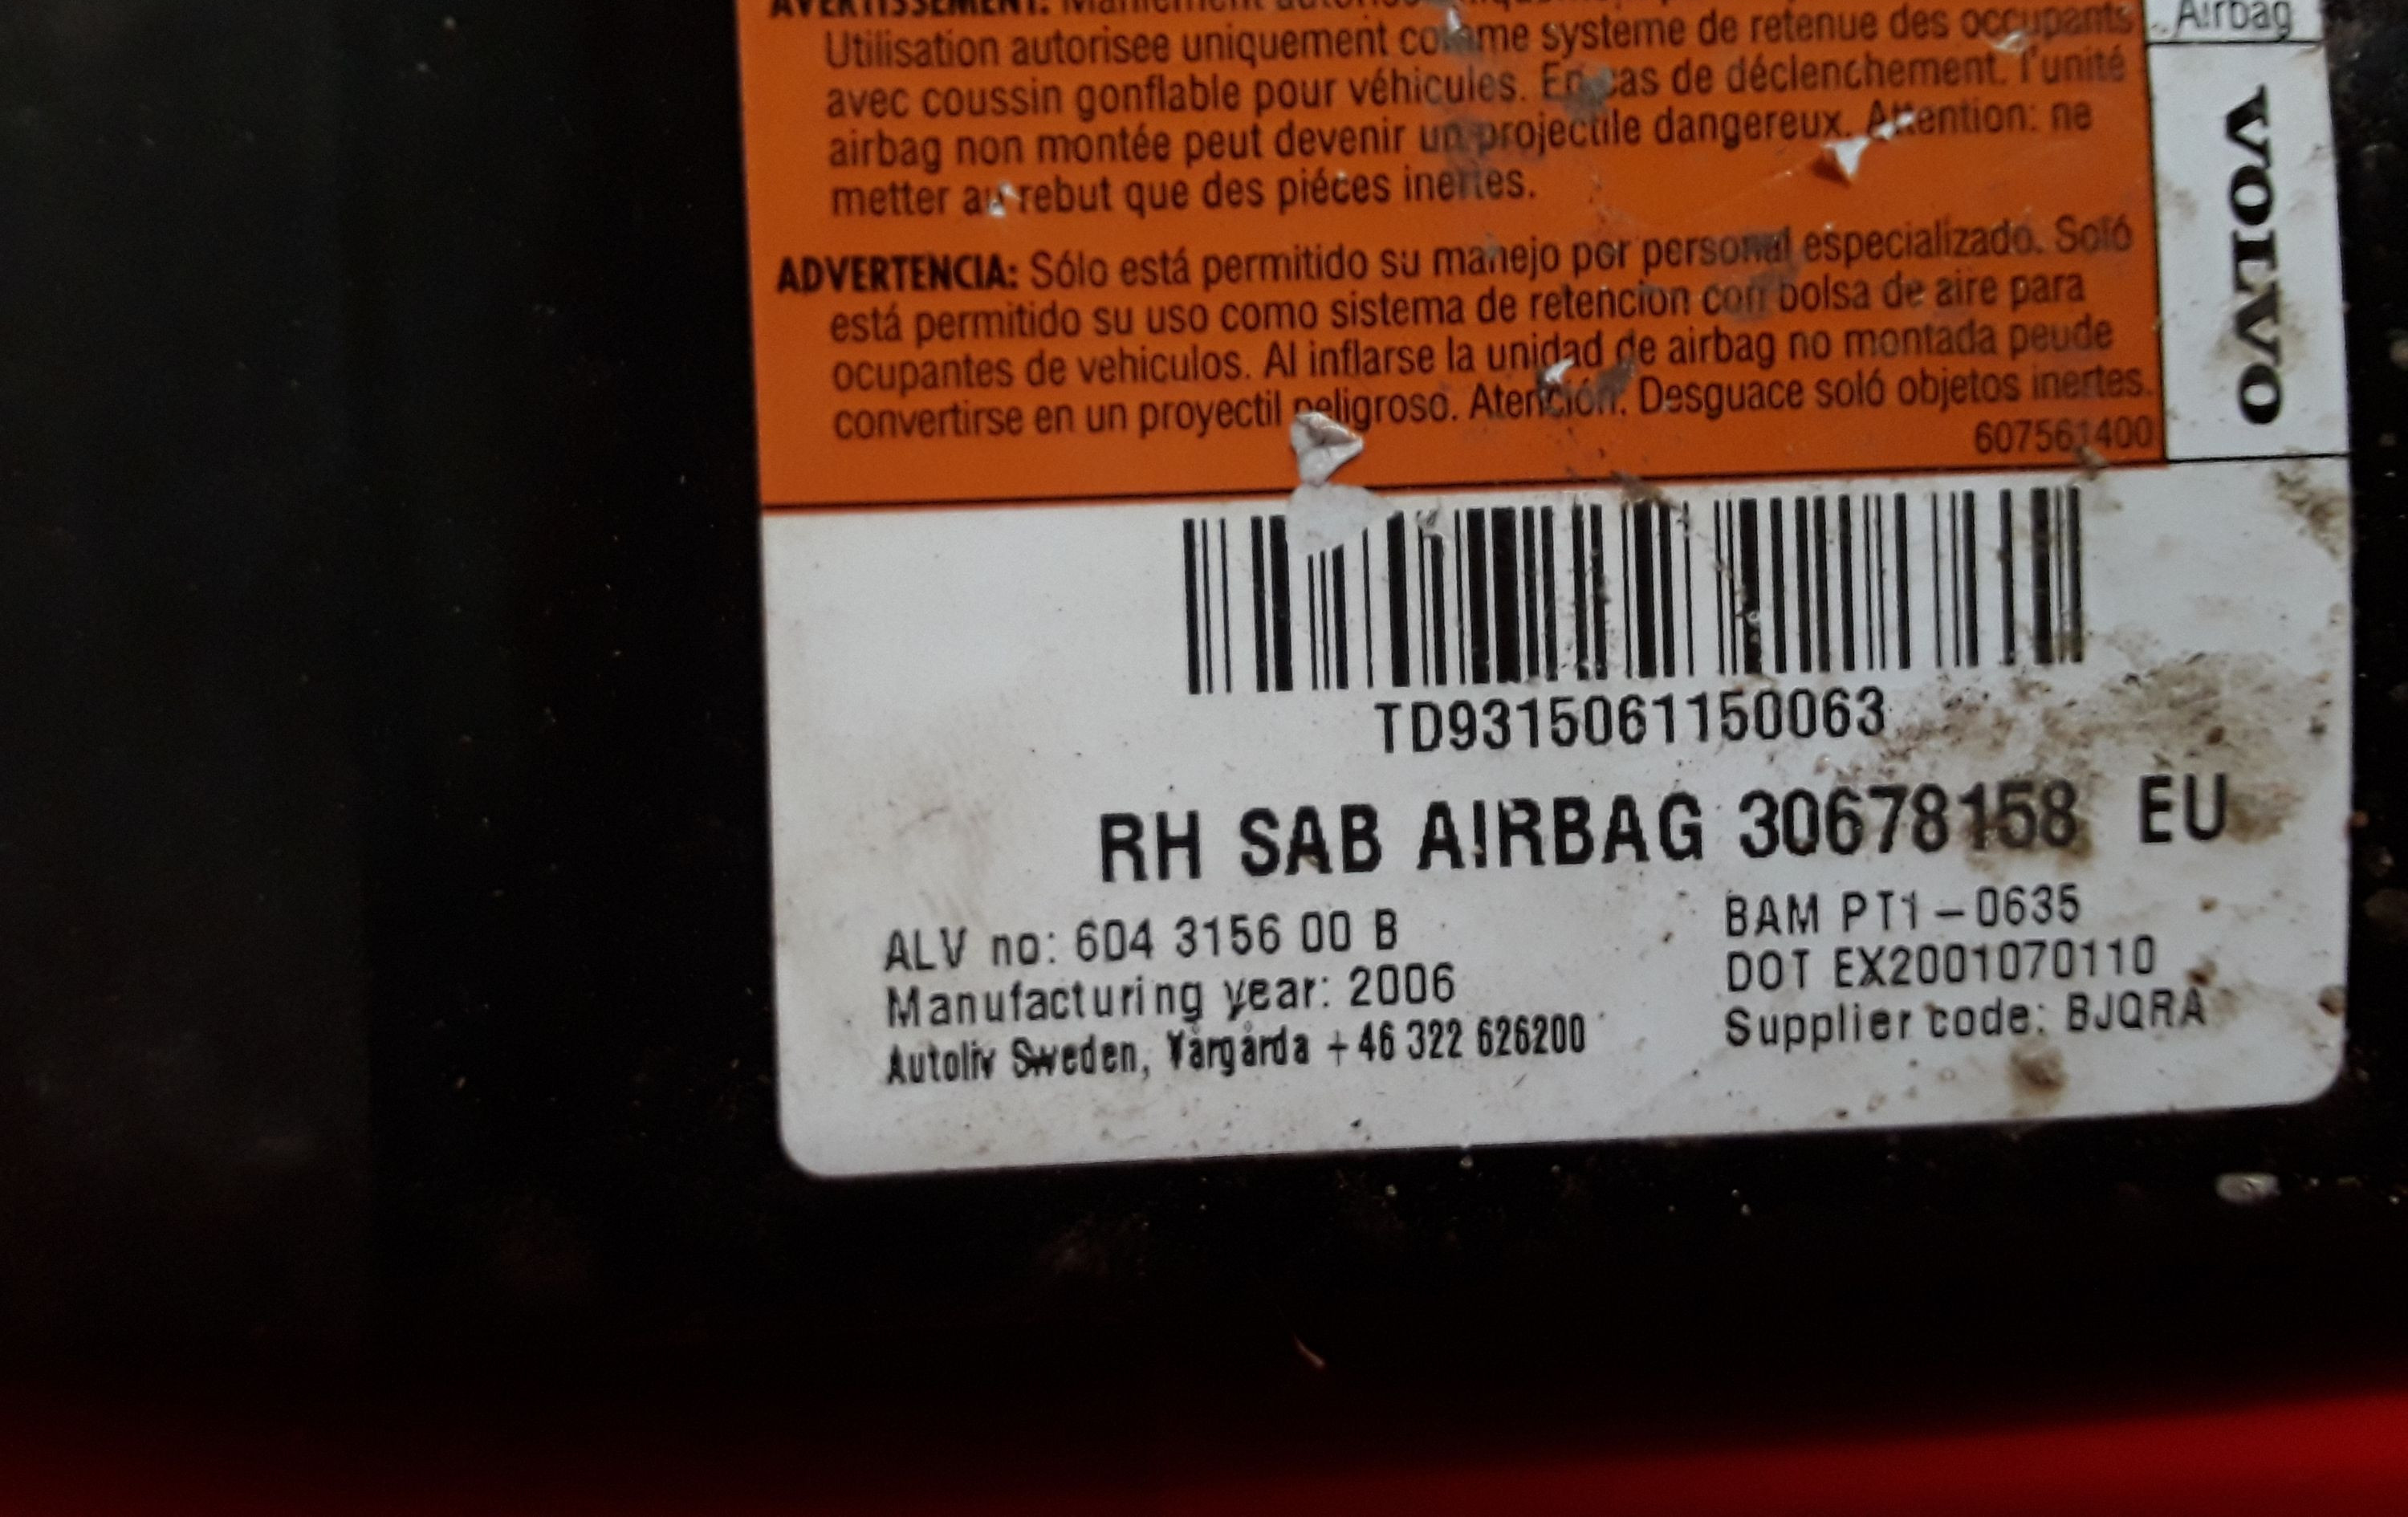 Airbag
VOLVO
AVERTISSEMENT:
Utilisation autorisee uniquement comme systeme de retenue des occupants
avec coussin gonflable pour véhicules. En cas de déclenchement. l'unité
airbag non montée peut devenir un projectile dangereux. Attention: ne
metter au rebut que des piéces inertes.
ADVERTENCIA: Sólo está permitido su manejo por personal especializado. Soló
está permitido su uso como sistema de retencion con bolsa de aire para
ocupantes de vehiculos. Al inflarse la unidad de airbag no montada peude
convertirse en un proyectil peligroso. Atención. Desguace soló objetos inertes.
607561400
TD9315061150063
RH SAB AIRBAG 30678158 EU
ALV no: 604 3156 00 B
Manufacturing year: 2006
Autoliv Sweden, Vårgårda +46 322 626200
BAM PT1-0635
DOT EX2001070110
Supplier code: BJQRA